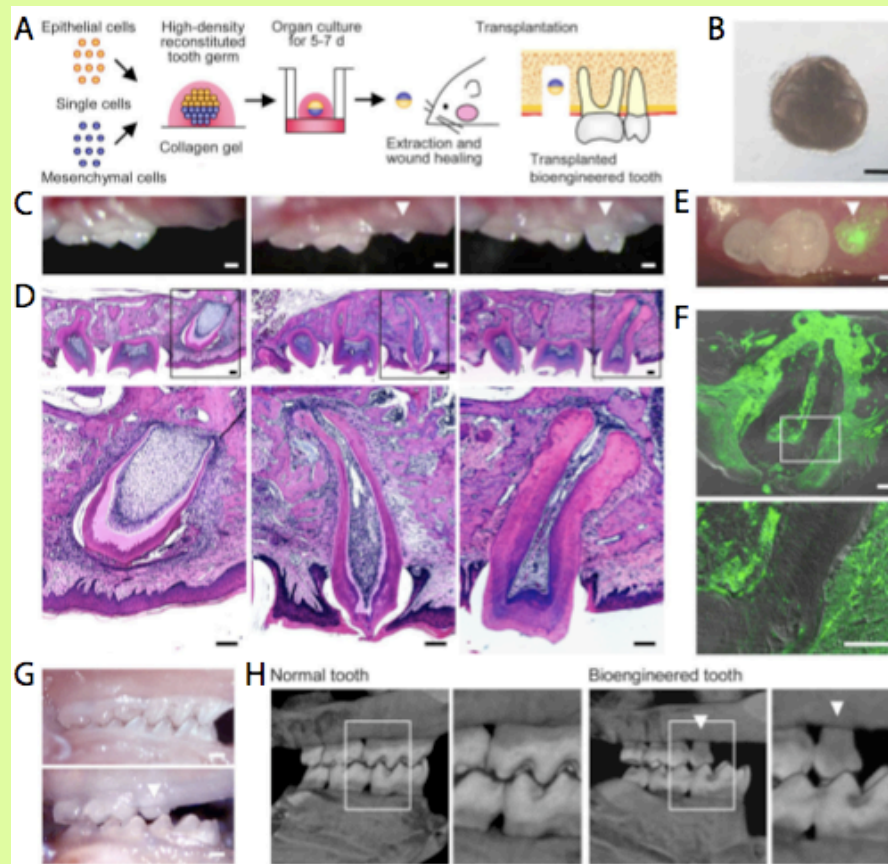 A
Epithelial cells
Single cells
Mesenchymal cells
High-density
reconstituted
tooth germ
Collagen gel
Organ culture
for 5-7 d
Transplantation
Extraction and
wound healing
Transplanted
bioengineered tooth
B
C
D
E
F
G
H
Normal tooth
Bioengineered tooth